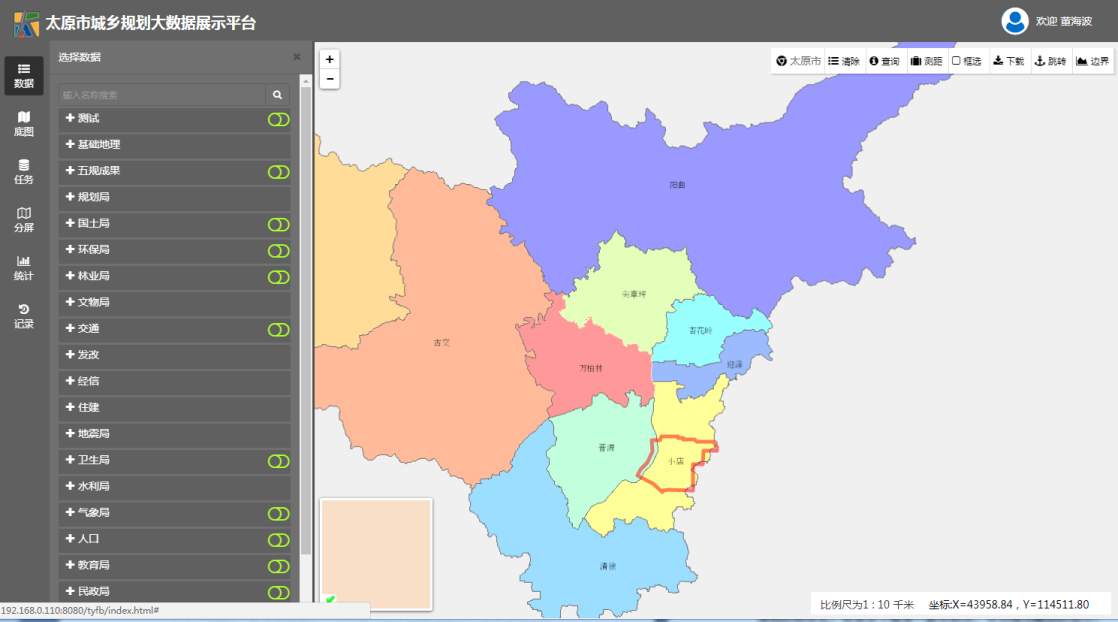 太原市城乡规划大数据展示平台
欢迎 董海波
数据
底图
任务
分屏
统计
记录
选择数据
×
输入名称搜索
+ 测试
+ 基础地理
+ 五规成果
+ 规划局
+ 国土局
+ 环保局
+ 林业局
+ 文物局
+ 交通
+ 发改
+ 经信
+ 住建
+ 地震局
+ 卫生局
+ 水利局
+ 气象局
+ 人口
+ 教育局
+ 民政局
192.168.0.110:8080/tyfb/index.html#
+
−
太原市 清除 查询 测距 框选 下载 跳转 边界
阳曲
尖草坪
杏花岭
古交
迎泽
万柏林
晋源
小店
清徐
比例尺为1 : 10 千米 坐标:X=43958.84 , Y=114511.80